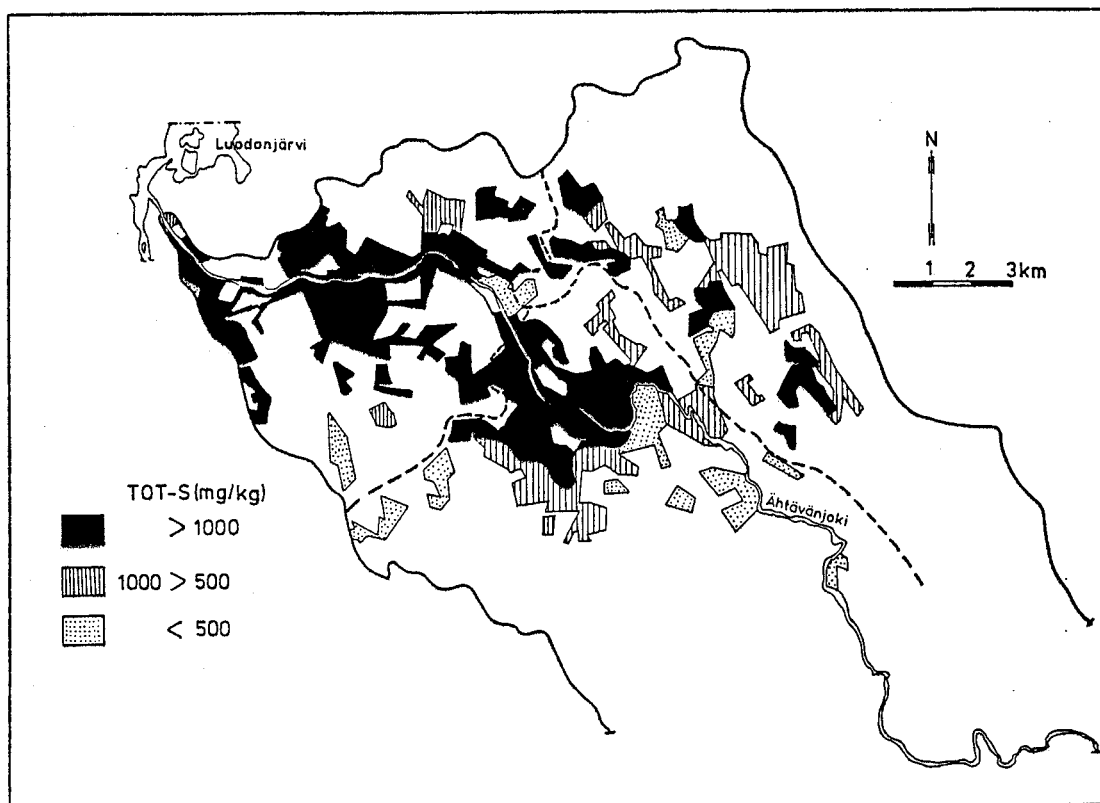 Luodonjärvi
N
1 2 3km
Ähtävänjoki
TOT-S (mg/kg)
> 1000
1000 > 500
< 500